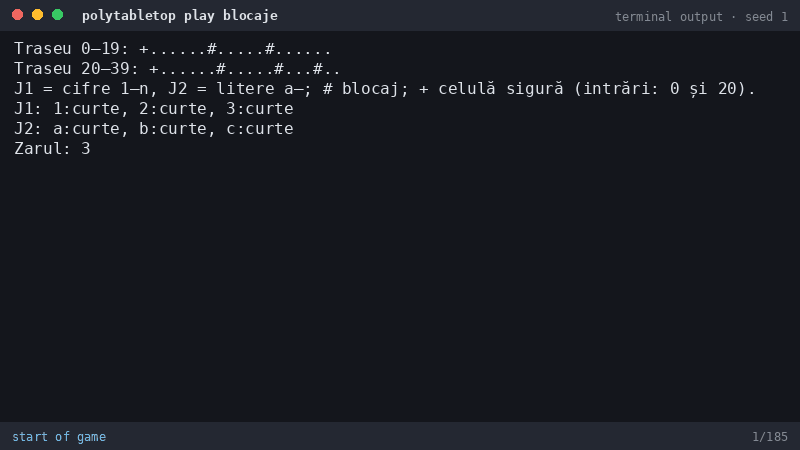 polytabletop play blocaje
terminal output · seed 1
Traseu 0–19: +......#.....#......
Traseu 20–39: +......#.....#...#..
J1 = cifre 1–n, J2 = litere a–; # blocaj; + celulă sigură (intrări: 0 și 20).
J1: 1:curte, 2:curte, 3:curte
J2: a:curte, b:curte, c:curte
Zarul: 3
start of game
1/185